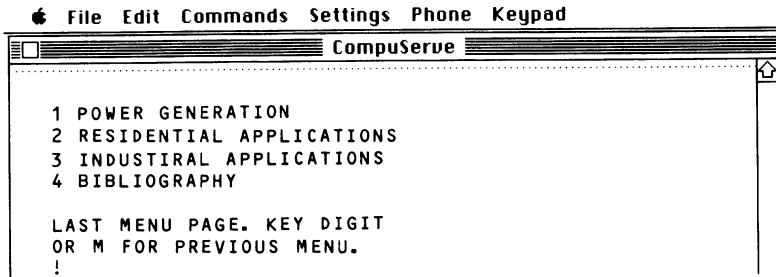 File Edit Commands Settings Phone Keypad
CompuServe
1 POWER GENERATION
2 RESIDENTIAL APPLICATIONS
3 INDUSTIRAL APPLICATIONS
4 BIBLIOGRAPHY
LAST MENU PAGE. KEY DIGIT
OR M FOR PREVIOUS MENU.
!